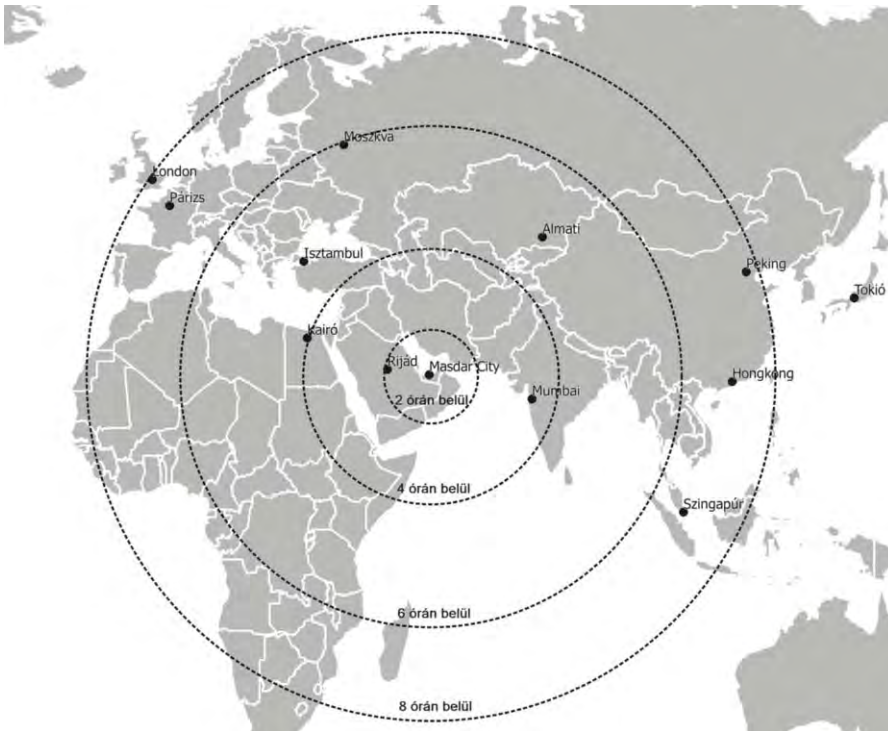 Moszkva
London
Párizs
Almati
Isztambul
Peking
Tokió
Kairó
Rijád
Masdar City
Hongkong
Mumbai
2 órán belül
4 órán belül
Szingapúr
6 órán belül
8 órán belül